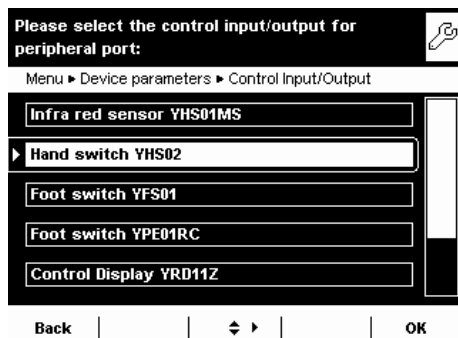 Please select the control input/output for
peripheral port:
Menu ▸ Device parameters ▸ Control Input/Output
Infra red sensor YHS01MS
Hand switch YHS02
Foot switch YFS01
Foot switch YPE01RC
Control Display YRD11Z
Back OK